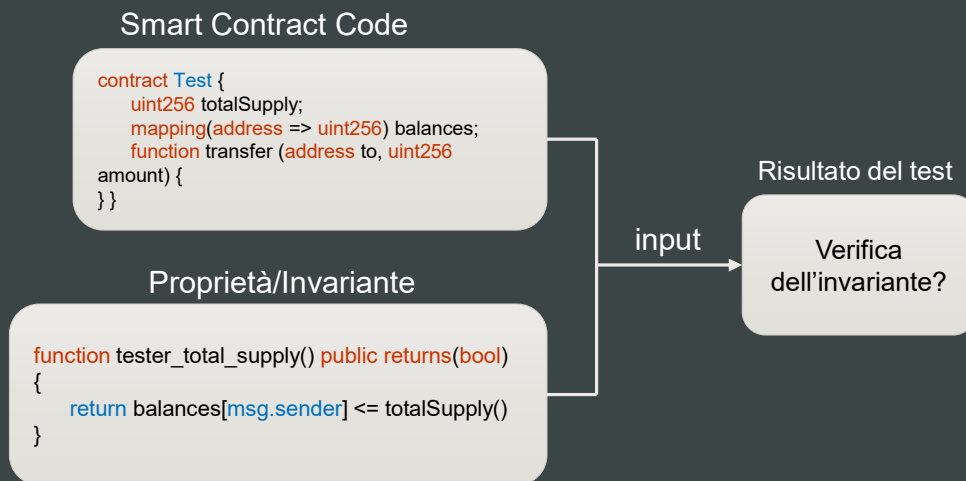 Smart Contract Code
contract Test {
uint256 totalSupply;
mapping(address => uint256) balances;
function transfer (address to, uint256
amount) {
} }
Proprietà/Invariante
function tester_total_supply() public returns(bool)
{
return balances[msg.sender] <= totalSupply()
}
input
Risultato del test
Verifica
dell’invariante?